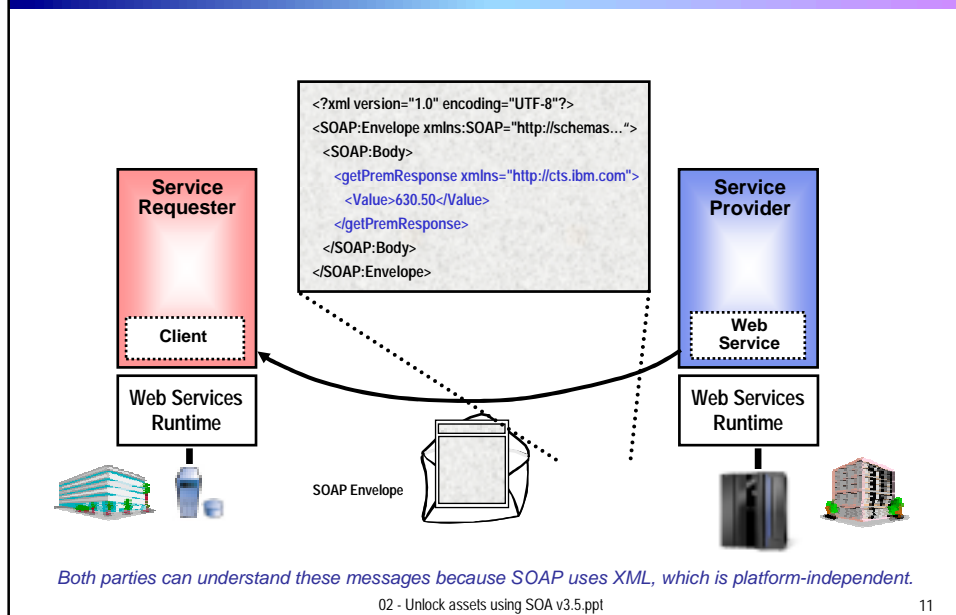 <?xml version="1.0" encoding="UTF-8"?>
<SOAP:Envelope xmlns:SOAP="http://schemas...“>
<SOAP:Body>
<getPremResponse xmlns="http://cts.ibm.com">
<Value>630.50</Value>
</getPremResponse>
</SOAP:Body>
</SOAP:Envelope>
Service
Requester
Client
Web Services
Runtime
Service
Provider
Web
Service
Web Services
Runtime
SOAP Envelope
Both parties can understand these messages because SOAP uses XML, which is platform-independent.
02 - Unlock assets using SOA v3.5.ppt
11